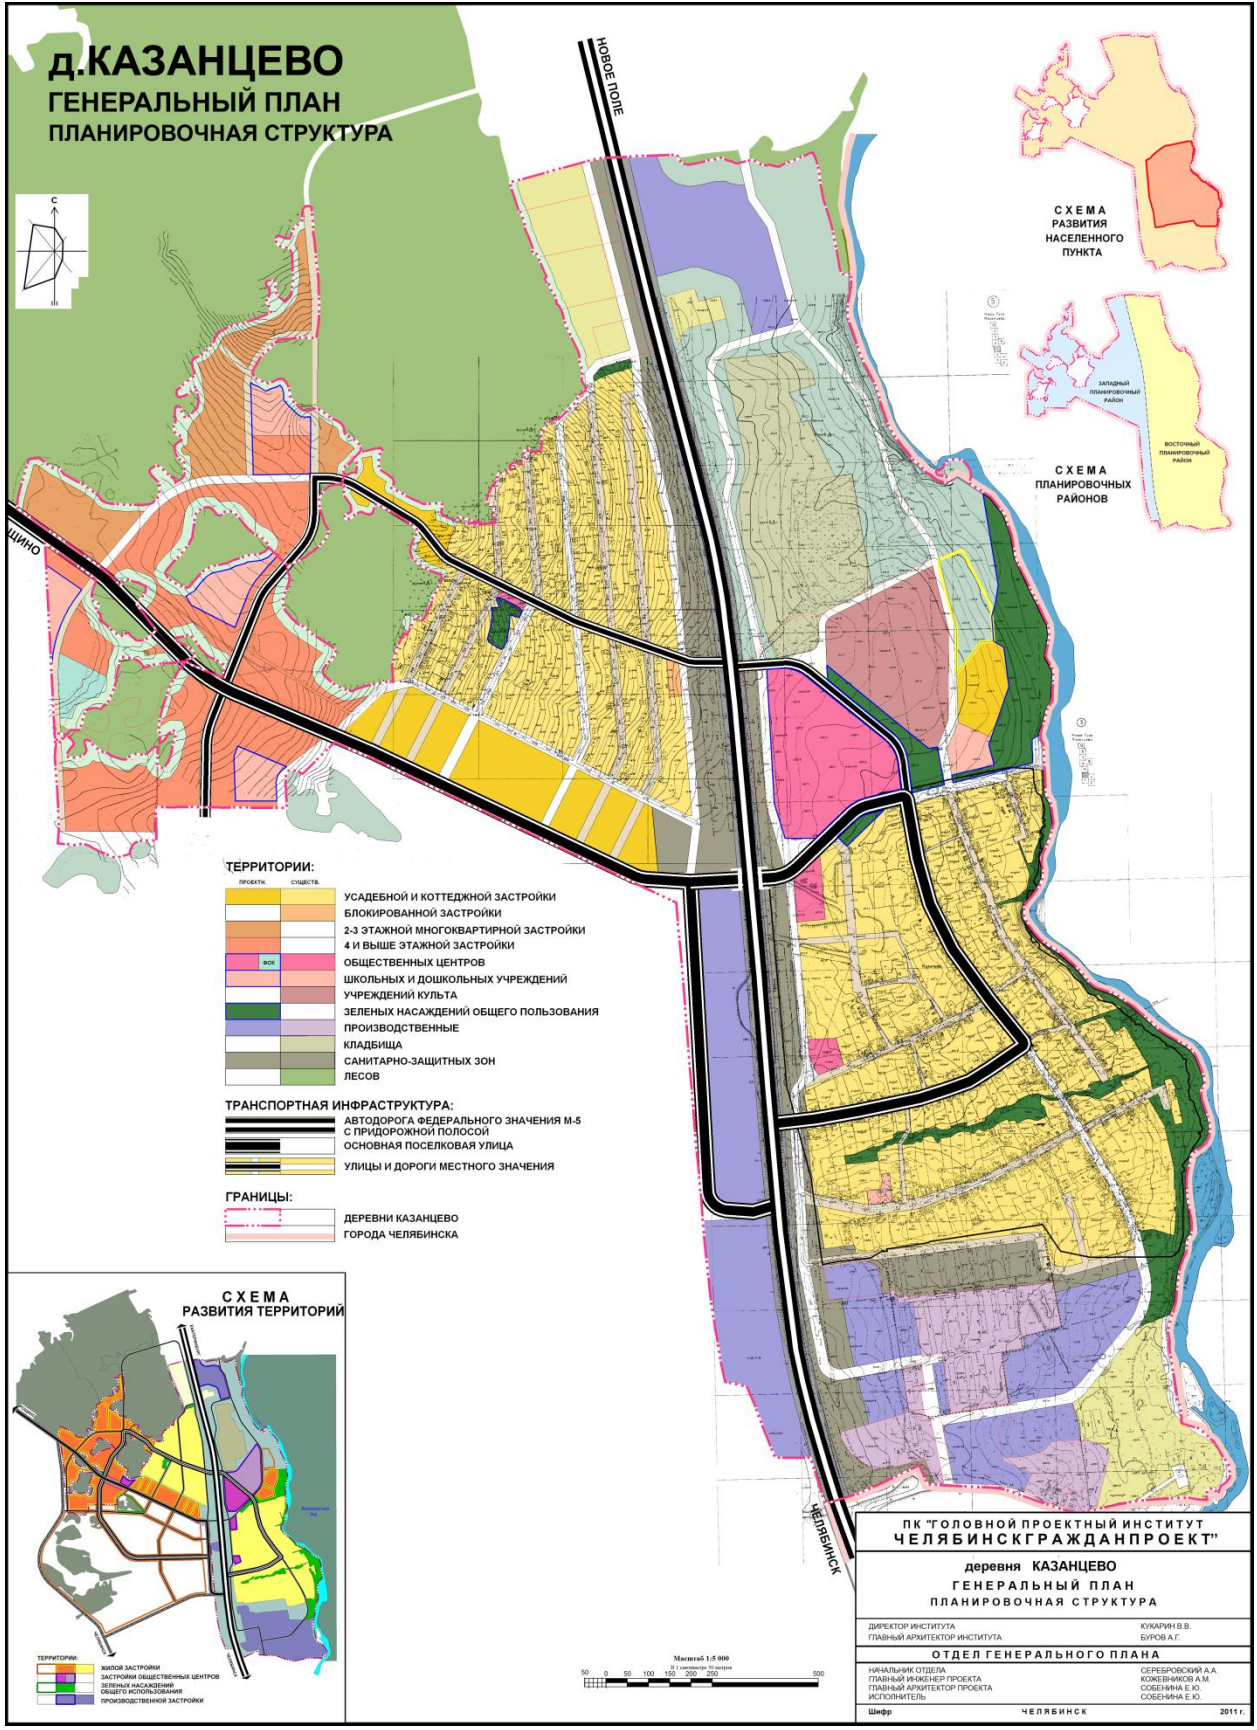 д.КАЗАНЦЕВО
ГЕНЕРАЛЬНЫЙ ПЛАН
ПЛАНИРОВОЧНАЯ СТРУКТУРА
С
НОВОЕ ПОЛЕ
СХЕМА
РАЗВИТИЯ
НАСЕЛЕННОГО
ПУНКТА
ЗАПАДНЫЙ
ПЛАНИРОВОЧНЫЙ
РАЙОН
ВОСТОЧНЫЙ
ПЛАНИРОВОЧНЫЙ
РАЙОН
СХЕМА
ПЛАНИРОВОЧНЫХ
РАЙОНОВ
ЩИНО
ТЕРРИТОРИИ:
ПРОЕКТН. СУЩЕСТВ.
УСАДЕБНОЙ И КОТТЕДЖНОЙ ЗАСТРОЙКИ
БЛОКИРОВАННОЙ ЗАСТРОЙКИ
2-3 ЭТАЖНОЙ МНОГОКВАРТИРНОЙ ЗАСТРОЙКИ
4 И ВЫШЕ ЭТАЖНОЙ ЗАСТРОЙКИ
ФОК ОБЩЕСТВЕННЫХ ЦЕНТРОВ
ШКОЛЬНЫХ И ДОШКОЛЬНЫХ УЧРЕЖДЕНИЙ
УЧРЕЖДЕНИЙ КУЛЬТА
ЗЕЛЕНЫХ НАСАЖДЕНИЙ ОБЩЕГО ПОЛЬЗОВАНИЯ
ПРОИЗВОДСТВЕННЫЕ
КЛАДБИЩА
САНИТАРНО-ЗАЩИТНЫХ ЗОН
ЛЕСОВ
ТРАНСПОРТНАЯ ИНФРАСТРУКТУРА:
АВТОДОРОГА ФЕДЕРАЛЬНОГО ЗНАЧЕНИЯ М-5
С ПРИДОРОЖНОЙ ПОЛОСОЙ
ОСНОВНАЯ ПОСЕЛКОВАЯ УЛИЦА
УЛИЦЫ И ДОРОГИ МЕСТНОГО ЗНАЧЕНИЯ
ГРАНИЦЫ:
ДЕРЕВНИ КАЗАНЦЕВО
ГОРОДА ЧЕЛЯБИНСКА
СХЕМА
РАЗВИТИЯ ТЕРРИТОРИЙ
ТЕРРИТОРИИ:
ЖИЛОЙ ЗАСТРОЙКИ
ЗАСТРОЙКИ ОБЩЕСТВЕННЫХ ЦЕНТРОВ
ЗЕЛЕНЫХ НАСАЖДЕНИЙ
ОБЩЕГО ИСПОЛЬЗОВАНИЯ
ПРОИЗВОДСТВЕННОЙ ЗАСТРОЙКИ
Масштаб 1:5 000
В 1 сантиметре 50 метров
50 0 50 100 150 200 250 500
ЧЕЛЯБИНСК
ПК "ГОЛОВНОЙ ПРОЕКТНЫЙ ИНСТИТУТ
ЧЕЛЯБИНСКГРАЖДАНПРОЕКТ"
деревня КАЗАНЦЕВО
ГЕНЕРАЛЬНЫЙ ПЛАН
ПЛАНИРОВОЧНАЯ СТРУКТУРА
ДИРЕКТОР ИНСТИТУТА КУКАРИН В.В.
ГЛАВНЫЙ АРХИТЕКТОР ИНСТИТУТА БУРОВ А.Г.
ОТДЕЛ ГЕНЕРАЛЬНОГО ПЛАНА
НАЧАЛЬНИК ОТДЕЛА СЕРЕБРОВСКИЙ А.А.
ГЛАВНЫЙ ИНЖЕНЕР ПРОЕКТА КОЖЕВНИКОВ А.М.
ГЛАВНЫЙ АРХИТЕКТОР ПРОЕКТА СОБЕНИНА Е.Ю.
ИСПОЛНИТЕЛЬ СОБЕНИНА Е.Ю.
Шифр ЧЕЛЯБИНСК 2011 г.